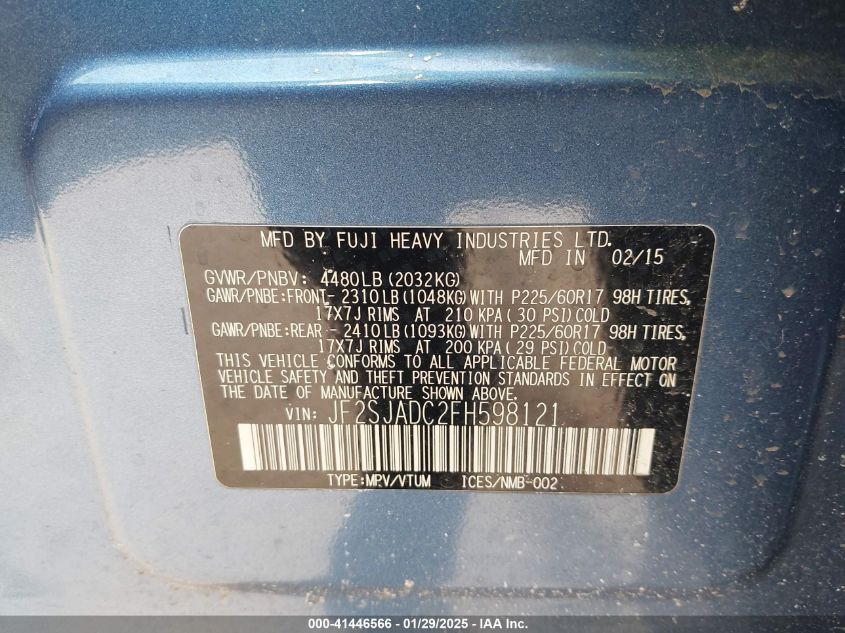 MFD BY FUJI HEAVY INDUSTRIES LTD.
MFD IN 02/15
GVWR/PNBV: 4480LB(2032KG)
GAWR/PNBE:FRONT- 2310LB(1048KG)WITH P225/60R17 98H TIRES,
17X7J RIMS AT 210 KPA( 30 PSI)COLD
GAWR/PNBE:REAR - 2410LB(1093KG)WITH P225/60R17 98H TIRES,
17X7J RIMS AT 200 KPA( 29 PSI)COLD
THIS VEHICLE CONFORMS TO ALL APPLICABLE FEDERAL MOTOR
VEHICLE SAFETY AND THEFT PREVENTION STANDARDS IN EFFECT ON
THE DATE OF MANUFACTURE SHOWN ABOVE.
VIN: JF2SJADC2FH598121
TYPE:MPV/VTUM ICES/NMB-002
000-41446566 - 01/29/2025 - IAA, Inc.